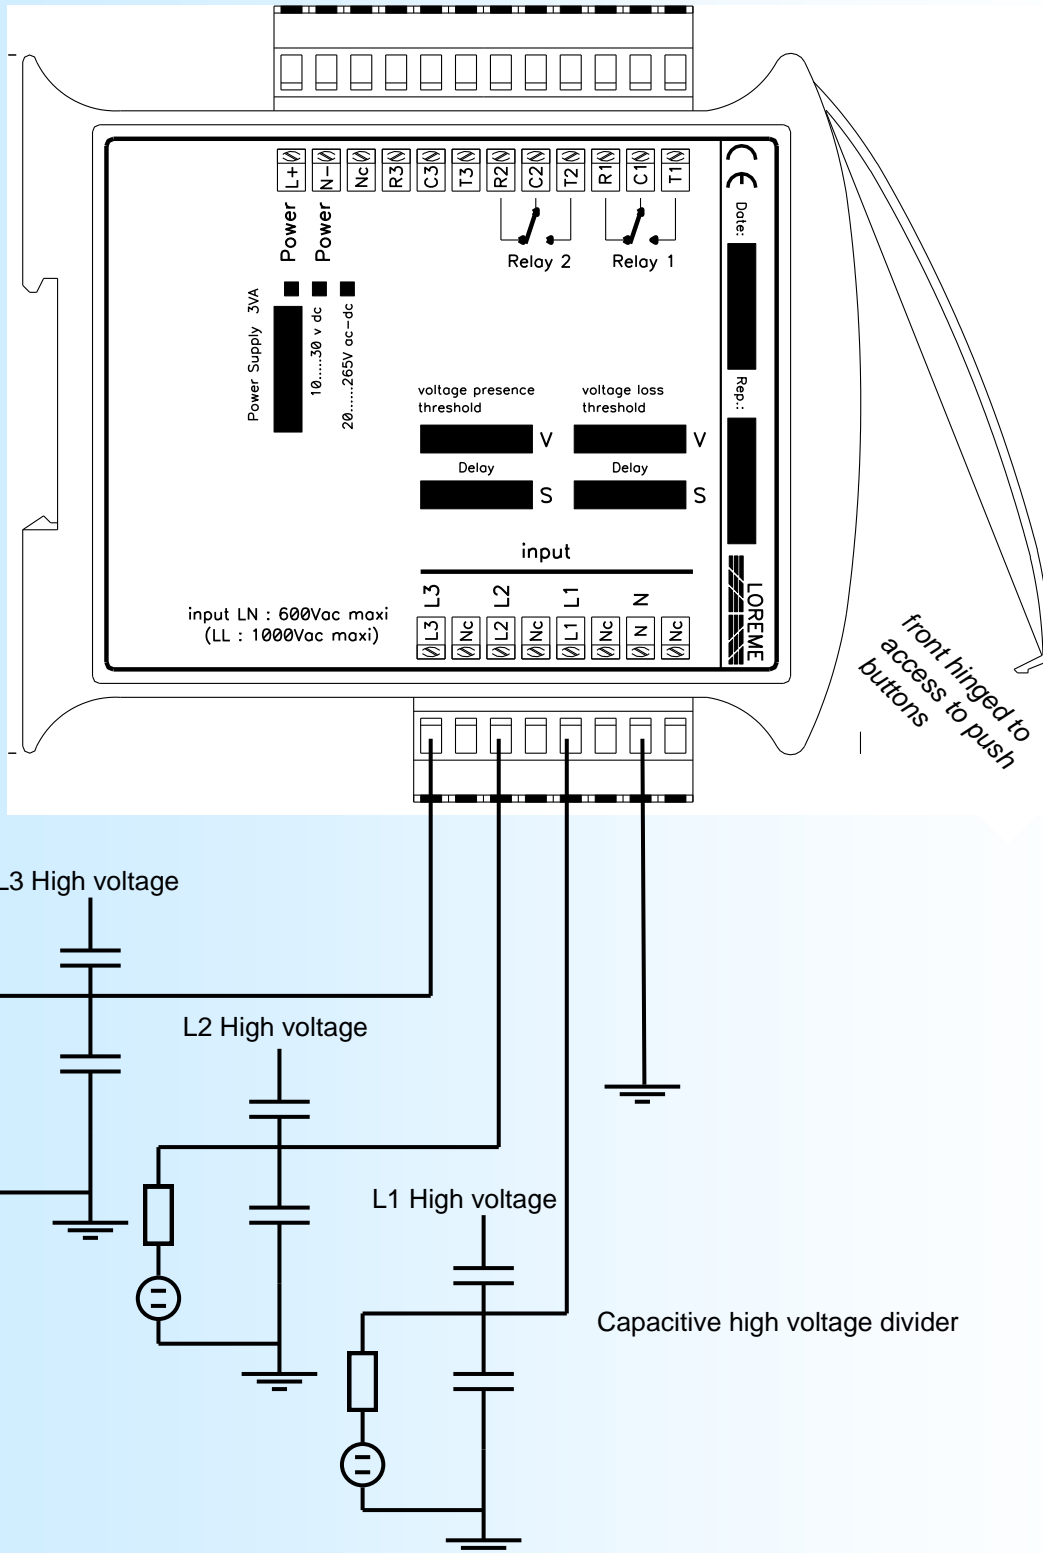 L+ N- Nc R3 C3 T3 R2 C2 T2 R1 C1 T1
Power Power
Relay 2 Relay 1
CE
Date:
Rep.:
LOREME
Power Supply 3VA
10.....30 v dc
20......265V ac-dc
voltage presence
threshold
V
Delay
S
voltage loss
threshold
V
Delay
S
input
L3 L2 L1 N
input LN : 600Vac maxi
(LL : 1000Vac maxi)
L3 Nc L2 Nc L1 Nc N Nc
front hinged to
access to push
buttons
L3 High voltage
L2 High voltage
L1 High voltage
Capacitive high voltage divider